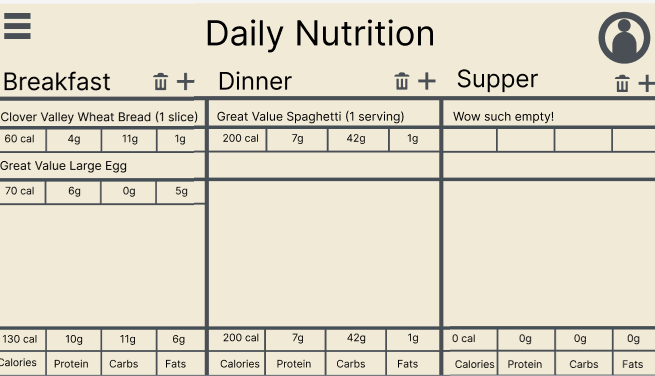 Daily Nutrition
Breakfast
Clover Valley Wheat Bread (1 slice)
60 cal 4g 11g 1g
Great Value Large Egg
70 cal 6g 0g 5g
130 cal 10g 11g 6g
Calories Protein Carbs Fats
Dinner
Great Value Spaghetti (1 serving)
200 cal 7g 42g 1g
200 cal 7g 42g 1g
Calories Protein Carbs Fats
Supper
Wow such empty!
0 cal 0g 0g 0g
Calories Protein Carbs Fats